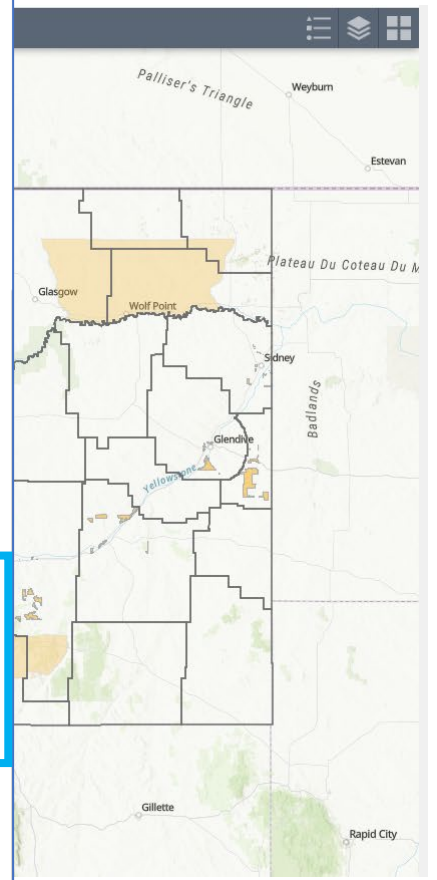 Palliser's Triangle
Weyburn
Estevan
Plateau Du Coteau Du M
Glasgow
Wolf Point
Sidney
Badlands
Glendive
Yellowstone
Gillette
Rapid City